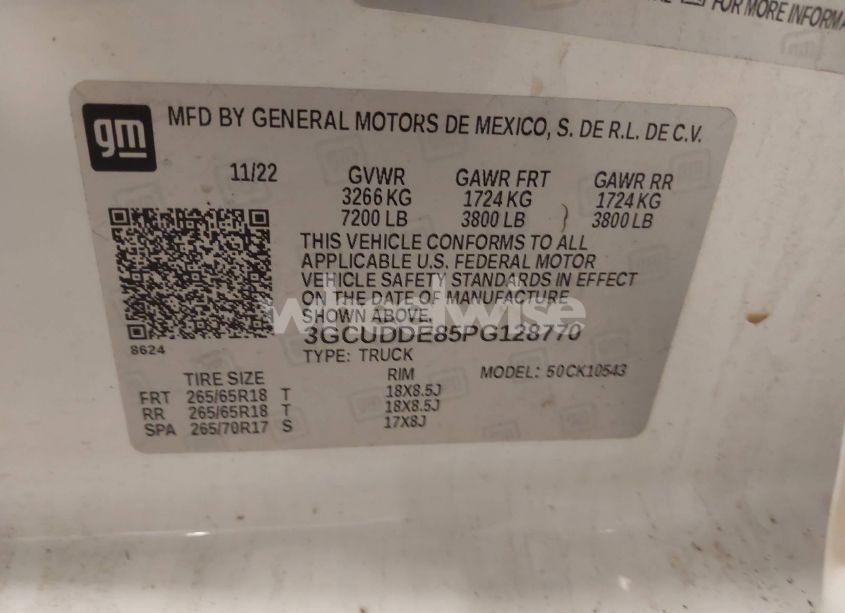 FOR MORE INFORMA
gm
MFD BY GENERAL MOTORS DE MEXICO, S. DE R.L. DE C.V.
11/22 GVWR GAWR FRT GAWR RR
3266 KG 1724 KG 1724 KG
7200 LB 3800 LB 3800 LB
THIS VEHICLE CONFORMS TO ALL
APPLICABLE U.S. FEDERAL MOTOR
VEHICLE SAFETY STANDARDS IN EFFECT
ON THE DATE OF MANUFACTURE
SHOWN ABOVE.
wheelwise
3GCUDDE85PG128770
8624
TYPE: TRUCK
MODEL: 50CK10543
TIRE SIZE RIM
FRT 265/65R18 T 18X8.5J
RR 265/65R18 T 18X8.5J
SPA 265/70R17 S 17X8J